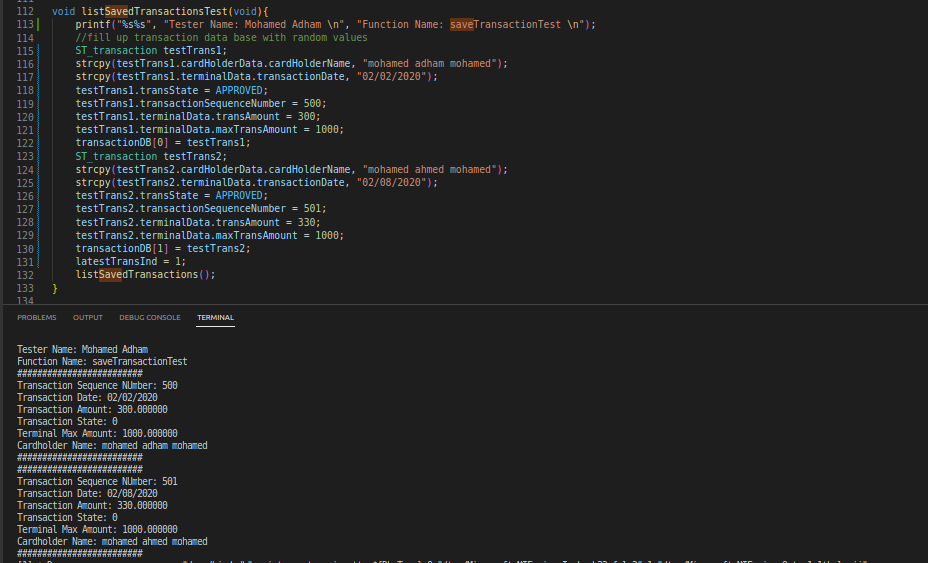 112 void listSavedTransactionsTest(void){
113 printf("%s%s", "Tester Name: Mohamed Adham \n", "Function Name: saveTransactionTest \n");
114 //fill up transaction data base with random values
115 ST_transaction testTrans1;
116 strcpy(testTrans1.cardHolderData.cardHolderName, "mohamed adham mohamed");
117 strcpy(testTrans1.terminalData.transactionDate, "02/02/2020");
118 testTrans1.transState = APPROVED;
119 testTrans1.transactionSequenceNumber = 500;
120 testTrans1.terminalData.transAmount = 300;
121 testTrans1.terminalData.maxTransAmount = 1000;
122 transactionDB[0] = testTrans1;
123 ST_transaction testTrans2;
124 strcpy(testTrans2.cardHolderData.cardHolderName, "mohamed ahmed mohamed");
125 strcpy(testTrans2.terminalData.transactionDate, "02/08/2020");
126 testTrans2.transState = APPROVED;
127 testTrans2.transactionSequenceNumber = 501;
128 testTrans2.terminalData.transAmount = 330;
129 testTrans2.terminalData.maxTransAmount = 1000;
130 transactionDB[1] = testTrans2;
131 latestTransInd = 1;
132 listSavedTransactions();
133 }
134
PROBLEMS OUTPUT DEBUG CONSOLE TERMINAL
Tester Name: Mohamed Adham
Function Name: saveTransactionTest
#########################
Transaction Sequence NUmber: 500
Transaction Date: 02/02/2020
Transaction Amount: 300.000000
Transaction State: 0
Terminal Max Amount: 1000.000000
Cardholder Name: mohamed adham mohamed
#########################
#########################
Transaction Sequence NUmber: 501
Transaction Date: 02/08/2020
Transaction Amount: 330.000000
Transaction State: 0
Terminal Max Amount: 1000.000000
Cardholder Name: mohamed ahmed mohamed
#########################